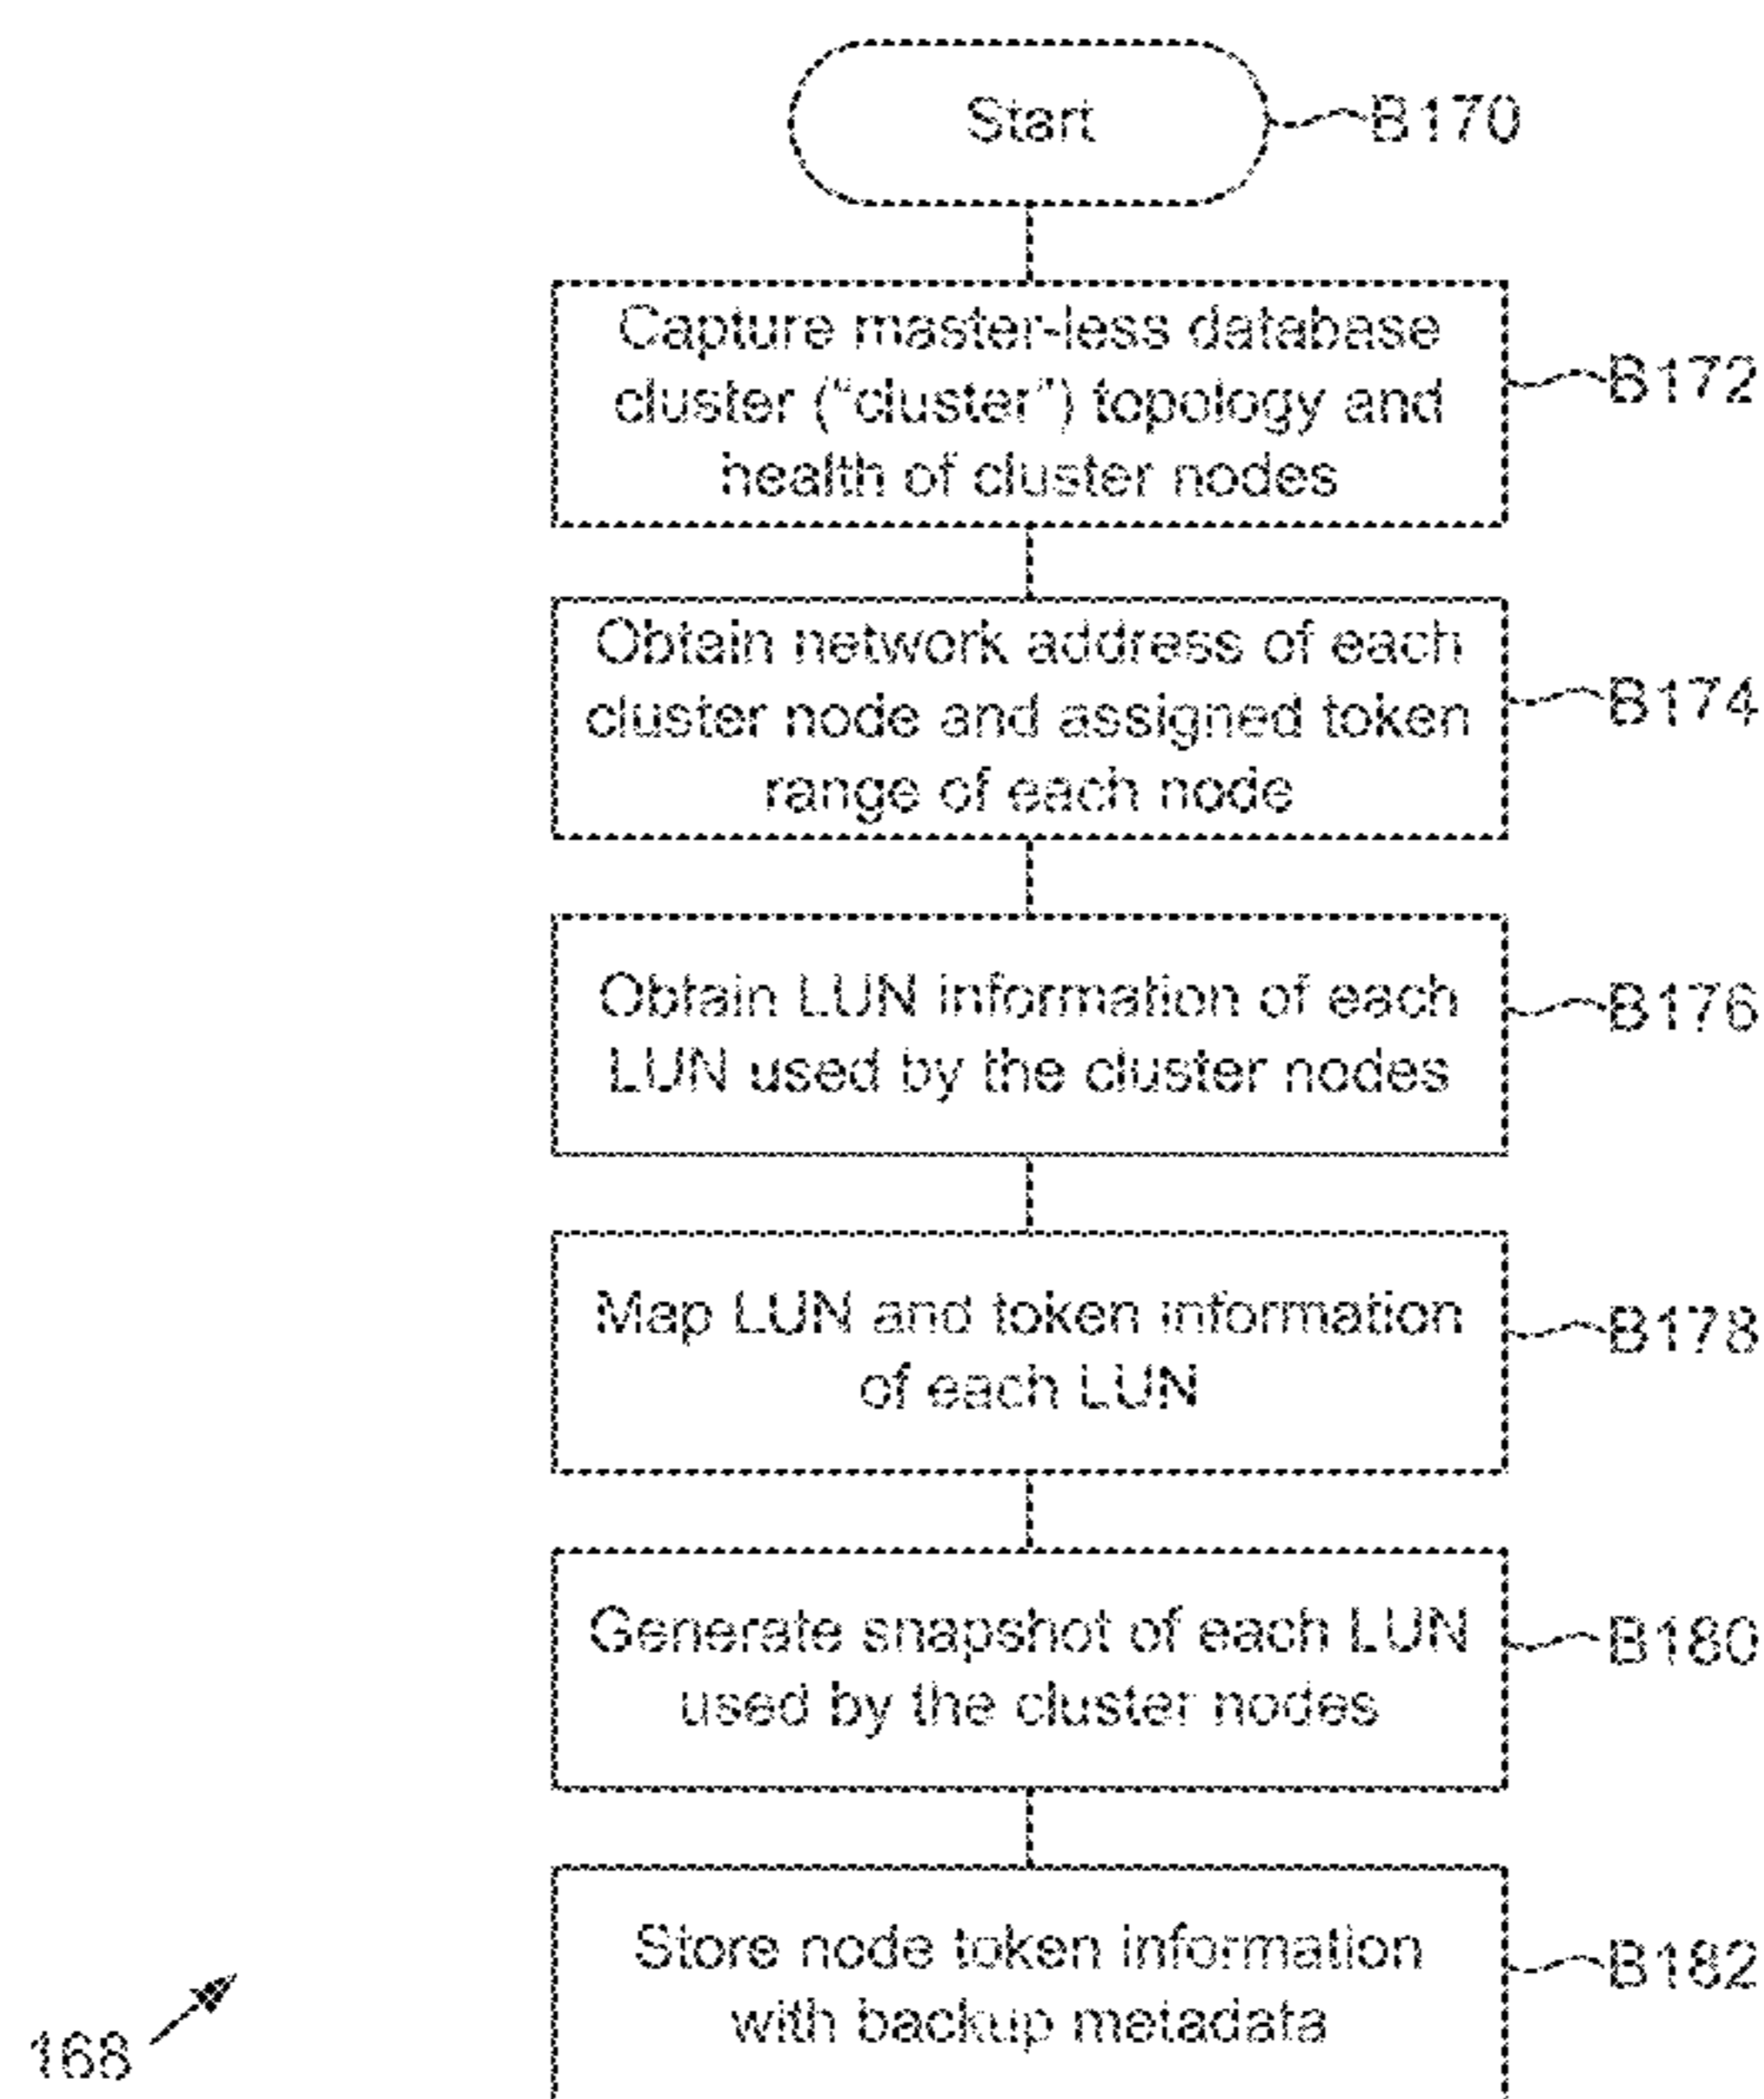 Start
B170
Capture master-less database
cluster ("cluster") topology and
health of cluster nodes
B172
Obtain network address of each
cluster node and assigned token
range of each node
B174
Obtain LUN information of each
LUN used by the cluster nodes
B176
Map LUN and token information
of each LUN
B178
Generate snapshot of each LUN
used by the cluster nodes
B180
Store node token information
with backup metadata
B182
168